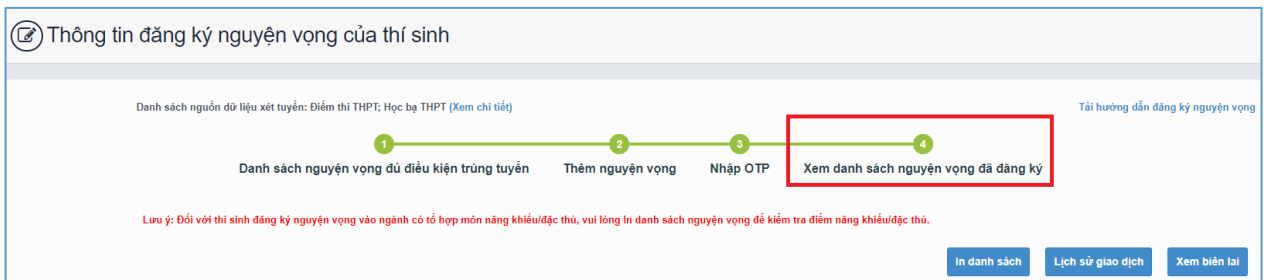 Thông tin đăng ký nguyện vọng của thí sinh
Danh sách nguồn dữ liệu xét tuyển: Điểm thi THPT; Học bạ THPT (Xem chi tiết)
Tải hướng dẫn đăng ký nguyện vọng
1 2 3 4
Danh sách nguyện vọng đủ điều kiện trúng tuyển Thêm nguyện vọng Nhập OTP Xem danh sách nguyện vọng đã đăng ký
Lưu ý: Đối với thí sinh đăng ký nguyện vọng vào ngành có tổ hợp môn năng khiếu/đặc thù, vui lòng In danh sách nguyện vọng để kiểm tra điểm năng khiếu/đặc thù.
In danh sách Lịch sử giao dịch Xem biên lai